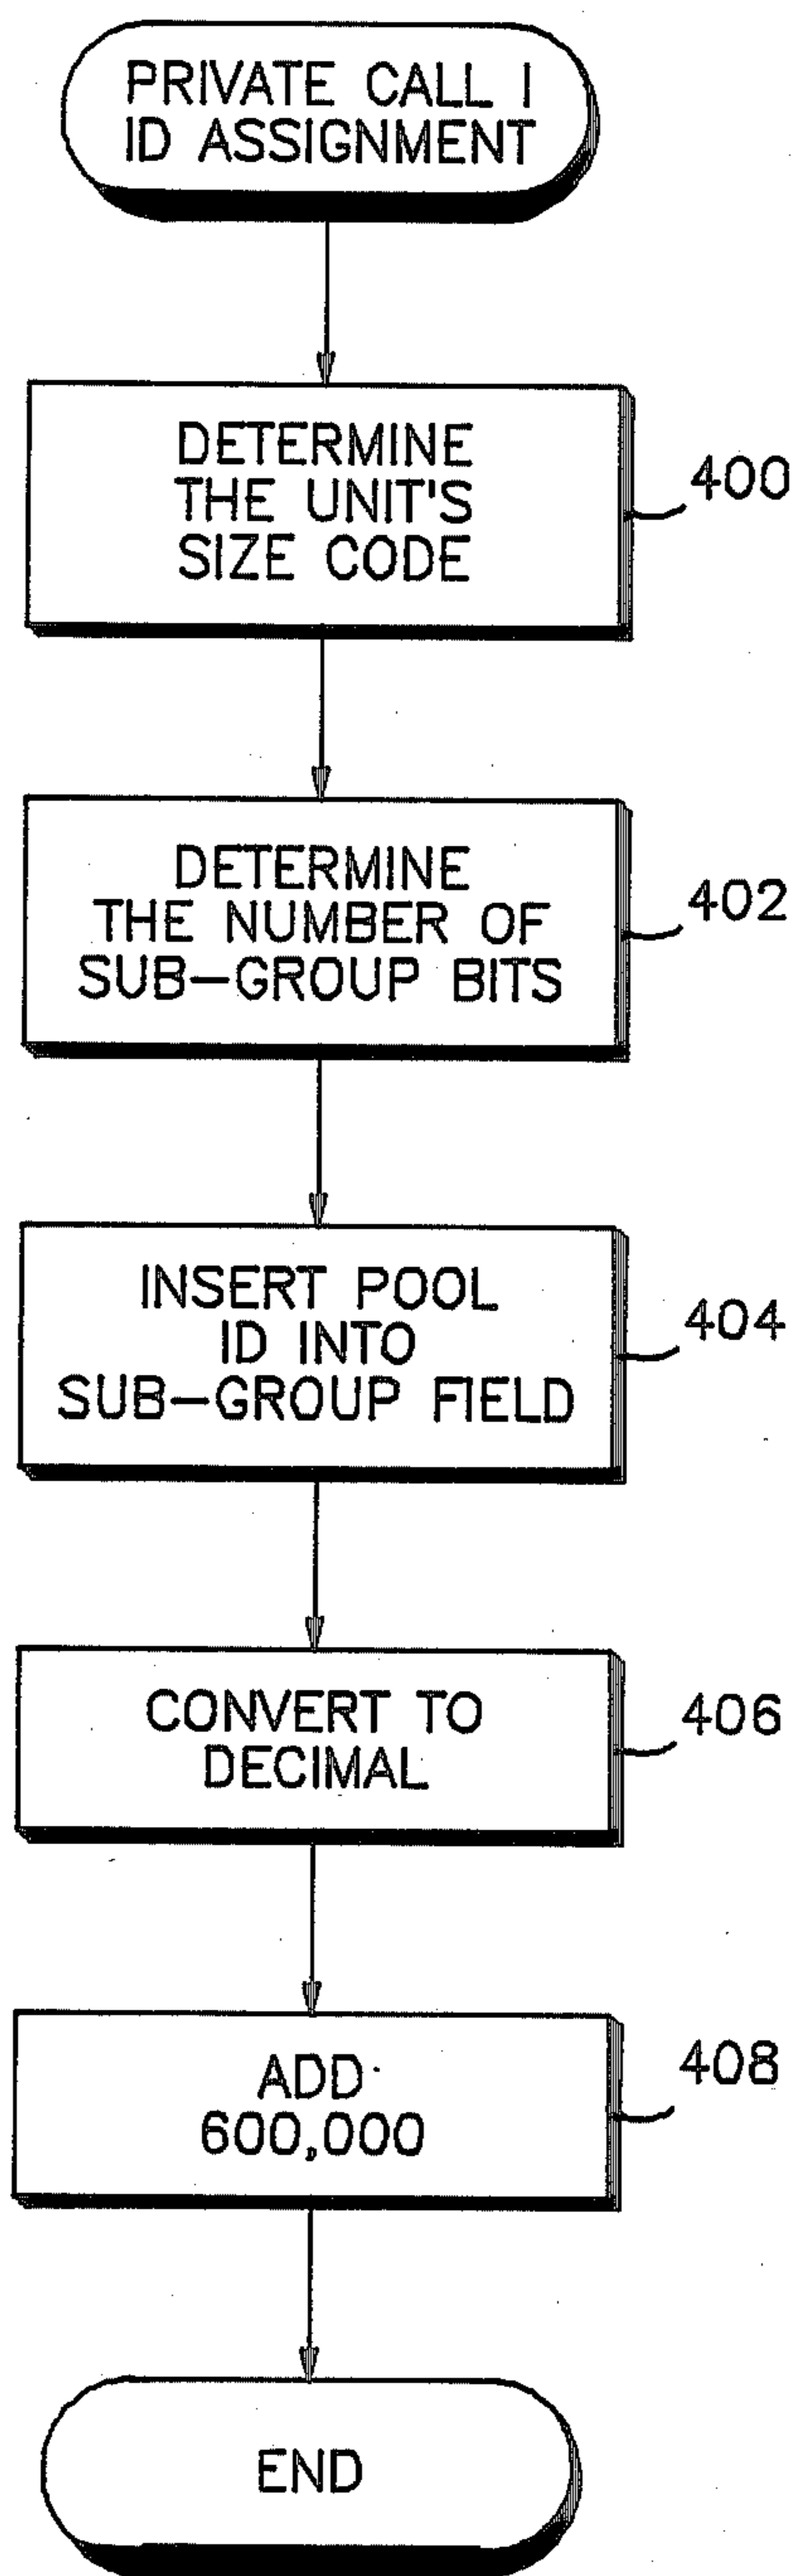 PRIVATE CALL I
ID ASSIGNMENT
DETERMINE
THE UNIT'S
SIZE CODE
400
DETERMINE
THE NUMBER OF
SUB-GROUP BITS
402
INSERT POOL
ID INTO
SUB-GROUP FIELD
404
CONVERT TO
DECIMAL
406
ADD
600,000
408
END